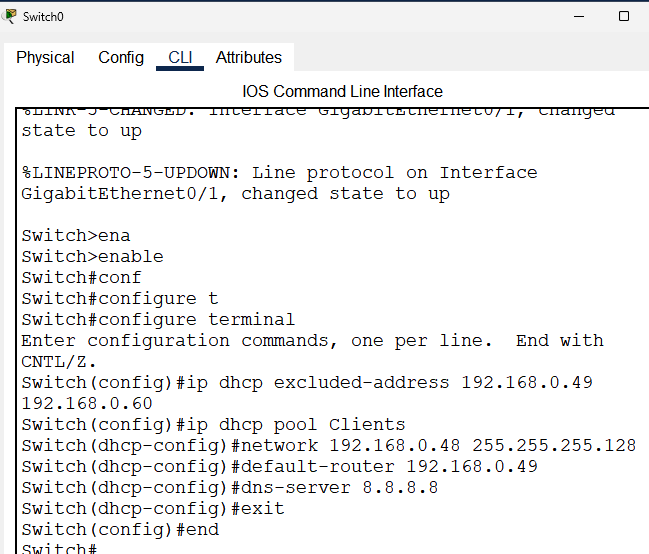 Switch0
Physical Config CLI Attributes
IOS Command Line Interface
%LINK-5-CHANGED: Interface GigabitEthernet0/1, changed
state to up
%LINEPROTO-5-UPDOWN: Line protocol on Interface
GigabitEthernet0/1, changed state to up
Switch>ena
Switch>enable
Switch#conf
Switch#configure t
Switch#configure terminal
Enter configuration commands, one per line.  End with
CNTL/Z.
Switch(config)#ip dhcp excluded-address 192.168.0.49
192.168.0.60
Switch(config)#ip dhcp pool Clients
Switch(dhcp-config)#network 192.168.0.48 255.255.255.128
Switch(dhcp-config)#default-router 192.168.0.49
Switch(dhcp-config)#dns-server 8.8.8.8
Switch(dhcp-config)#exit
Switch(config)#end
Switch#